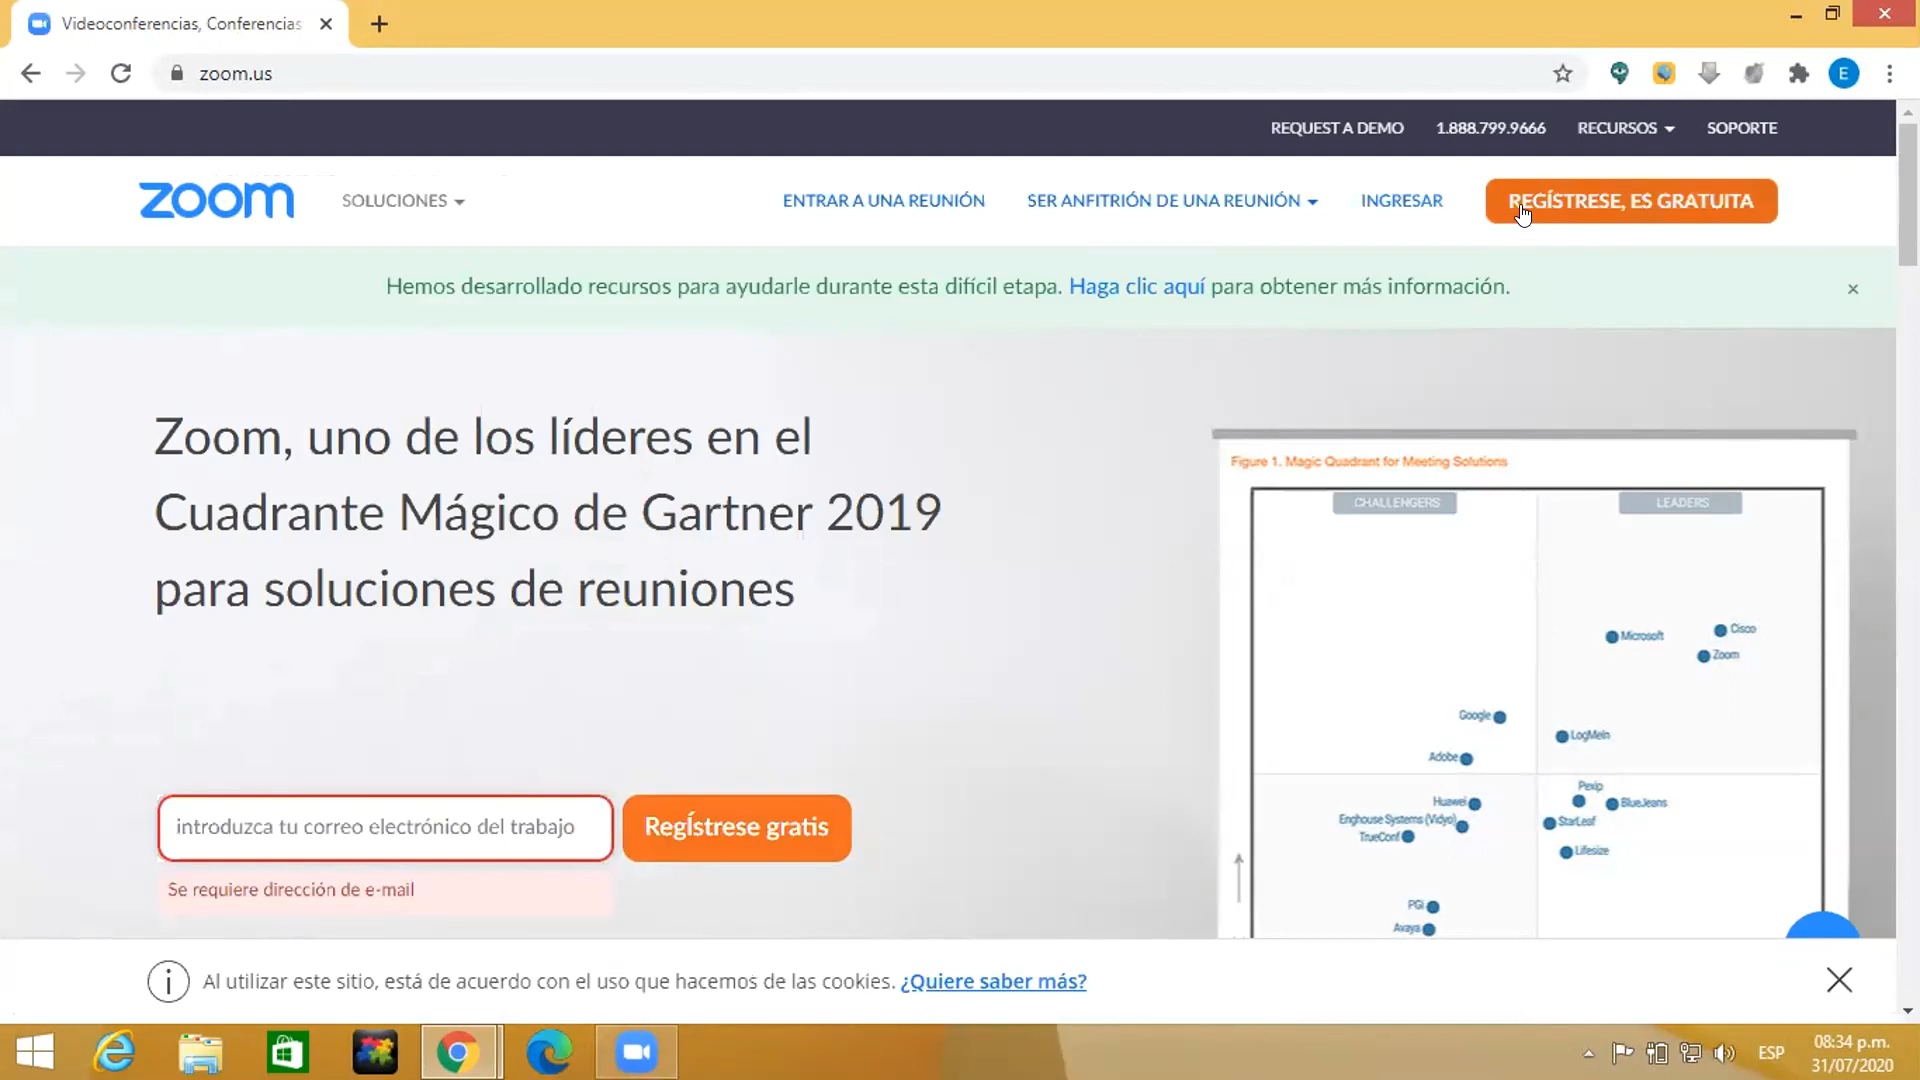 Videoconferencias, Conferencias
zoom.us
E
REQUEST A DEMO 1.888.799.9666 RECURSOS SOPORTE
zoom SOLUCIONES ENTRAR A UNA REUNIÓN SER ANFITRIÓN DE UNA REUNIÓN INGRESAR REGÍSTRESE, ES GRATUITA
Hemos desarrollado recursos para ayudarle durante esta difícil etapa. Haga clic aquí para obtener más información. ×
Zoom, uno de los líderes en el
Cuadrante Mágico de Gartner 2019
para soluciones de reuniones
introduzca tu correo electrónico del trabajo
RegÍstrese gratis
Se requiere dirección de e-mail
Figure 1. Magic Quadrant for Meeting Solutions
CHALLENGERS LEADERS
Microsoft Cisco
Zoom
Google
LogMeIn
Adobe
Pexip
Huawei BlueJeans
Enghouse Systems (Vidyo) StarLeaf
TrueConf
Lifesize
PGi
Avaya
Al utilizar este sitio, está de acuerdo con el uso que hacemos de las cookies. ¿Quiere saber más?
ESP
08:34 p.m.
31/07/2020